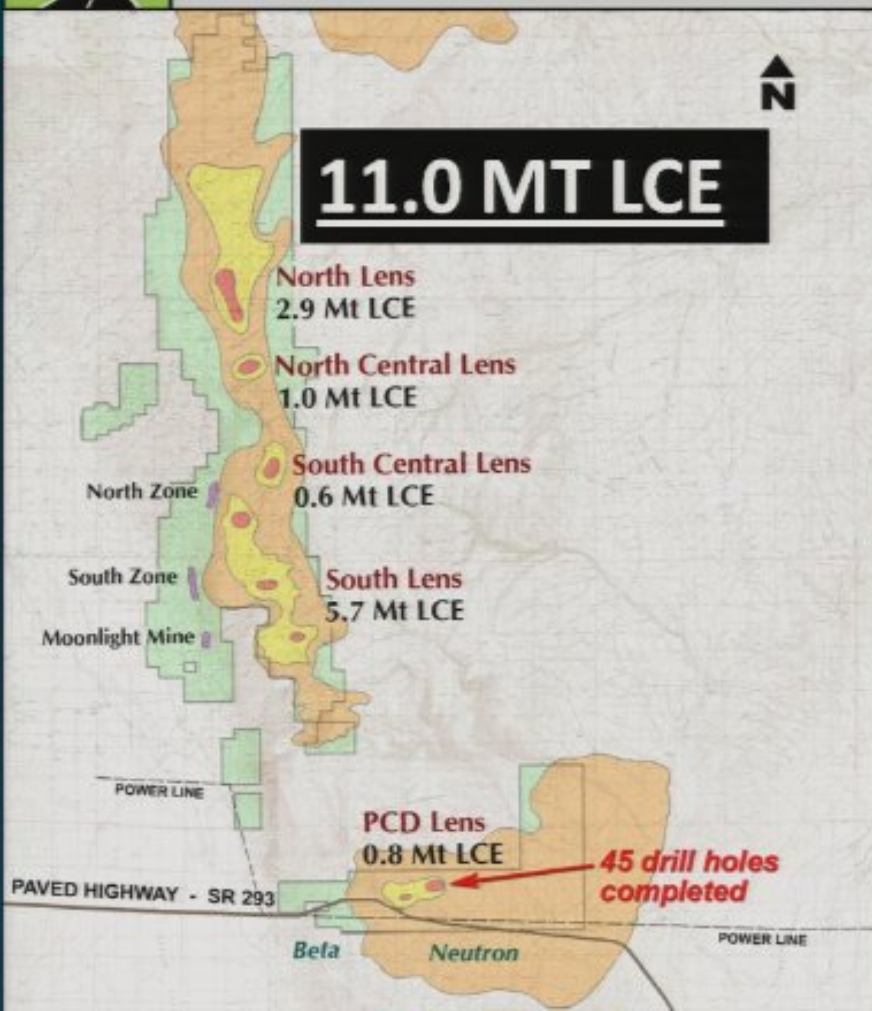 N
11.0 MT LCE
North Lens
2.9 Mt LCE
North Central Lens
1.0 Mt LCE
South Central Lens
0.6 Mt LCE
North Zone
South Zone
South Lens
5.7 Mt LCE
Moonlight Mine
POWER LINE
PCD Lens
0.8 Mt LCE
45 drill holes
completed
PAVED HIGHWAY - SR 293
POWER LINE
Beta
Neutron